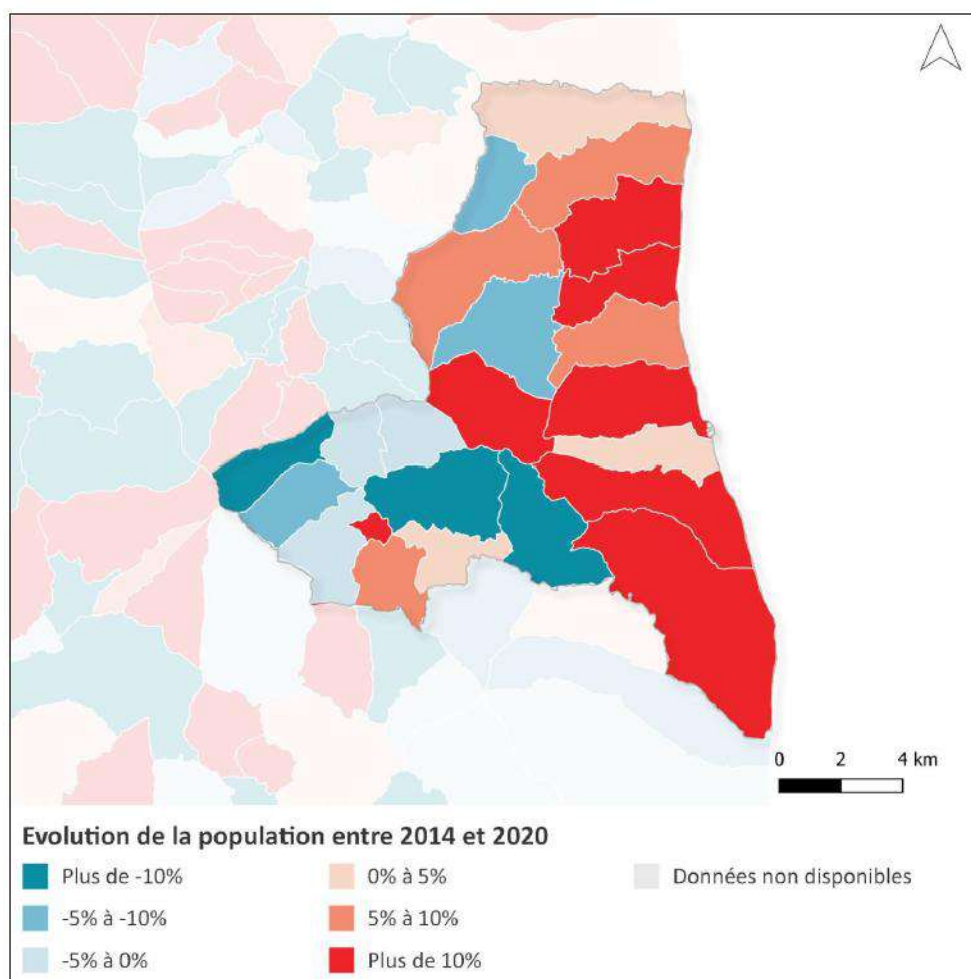 0 2 4 km
Evolution de la population entre 2014 et 2020
Plus de -10% 0% à 5% Données non disponibles
-5% à -10% 5% à 10%
-5% à 0% Plus de 10%